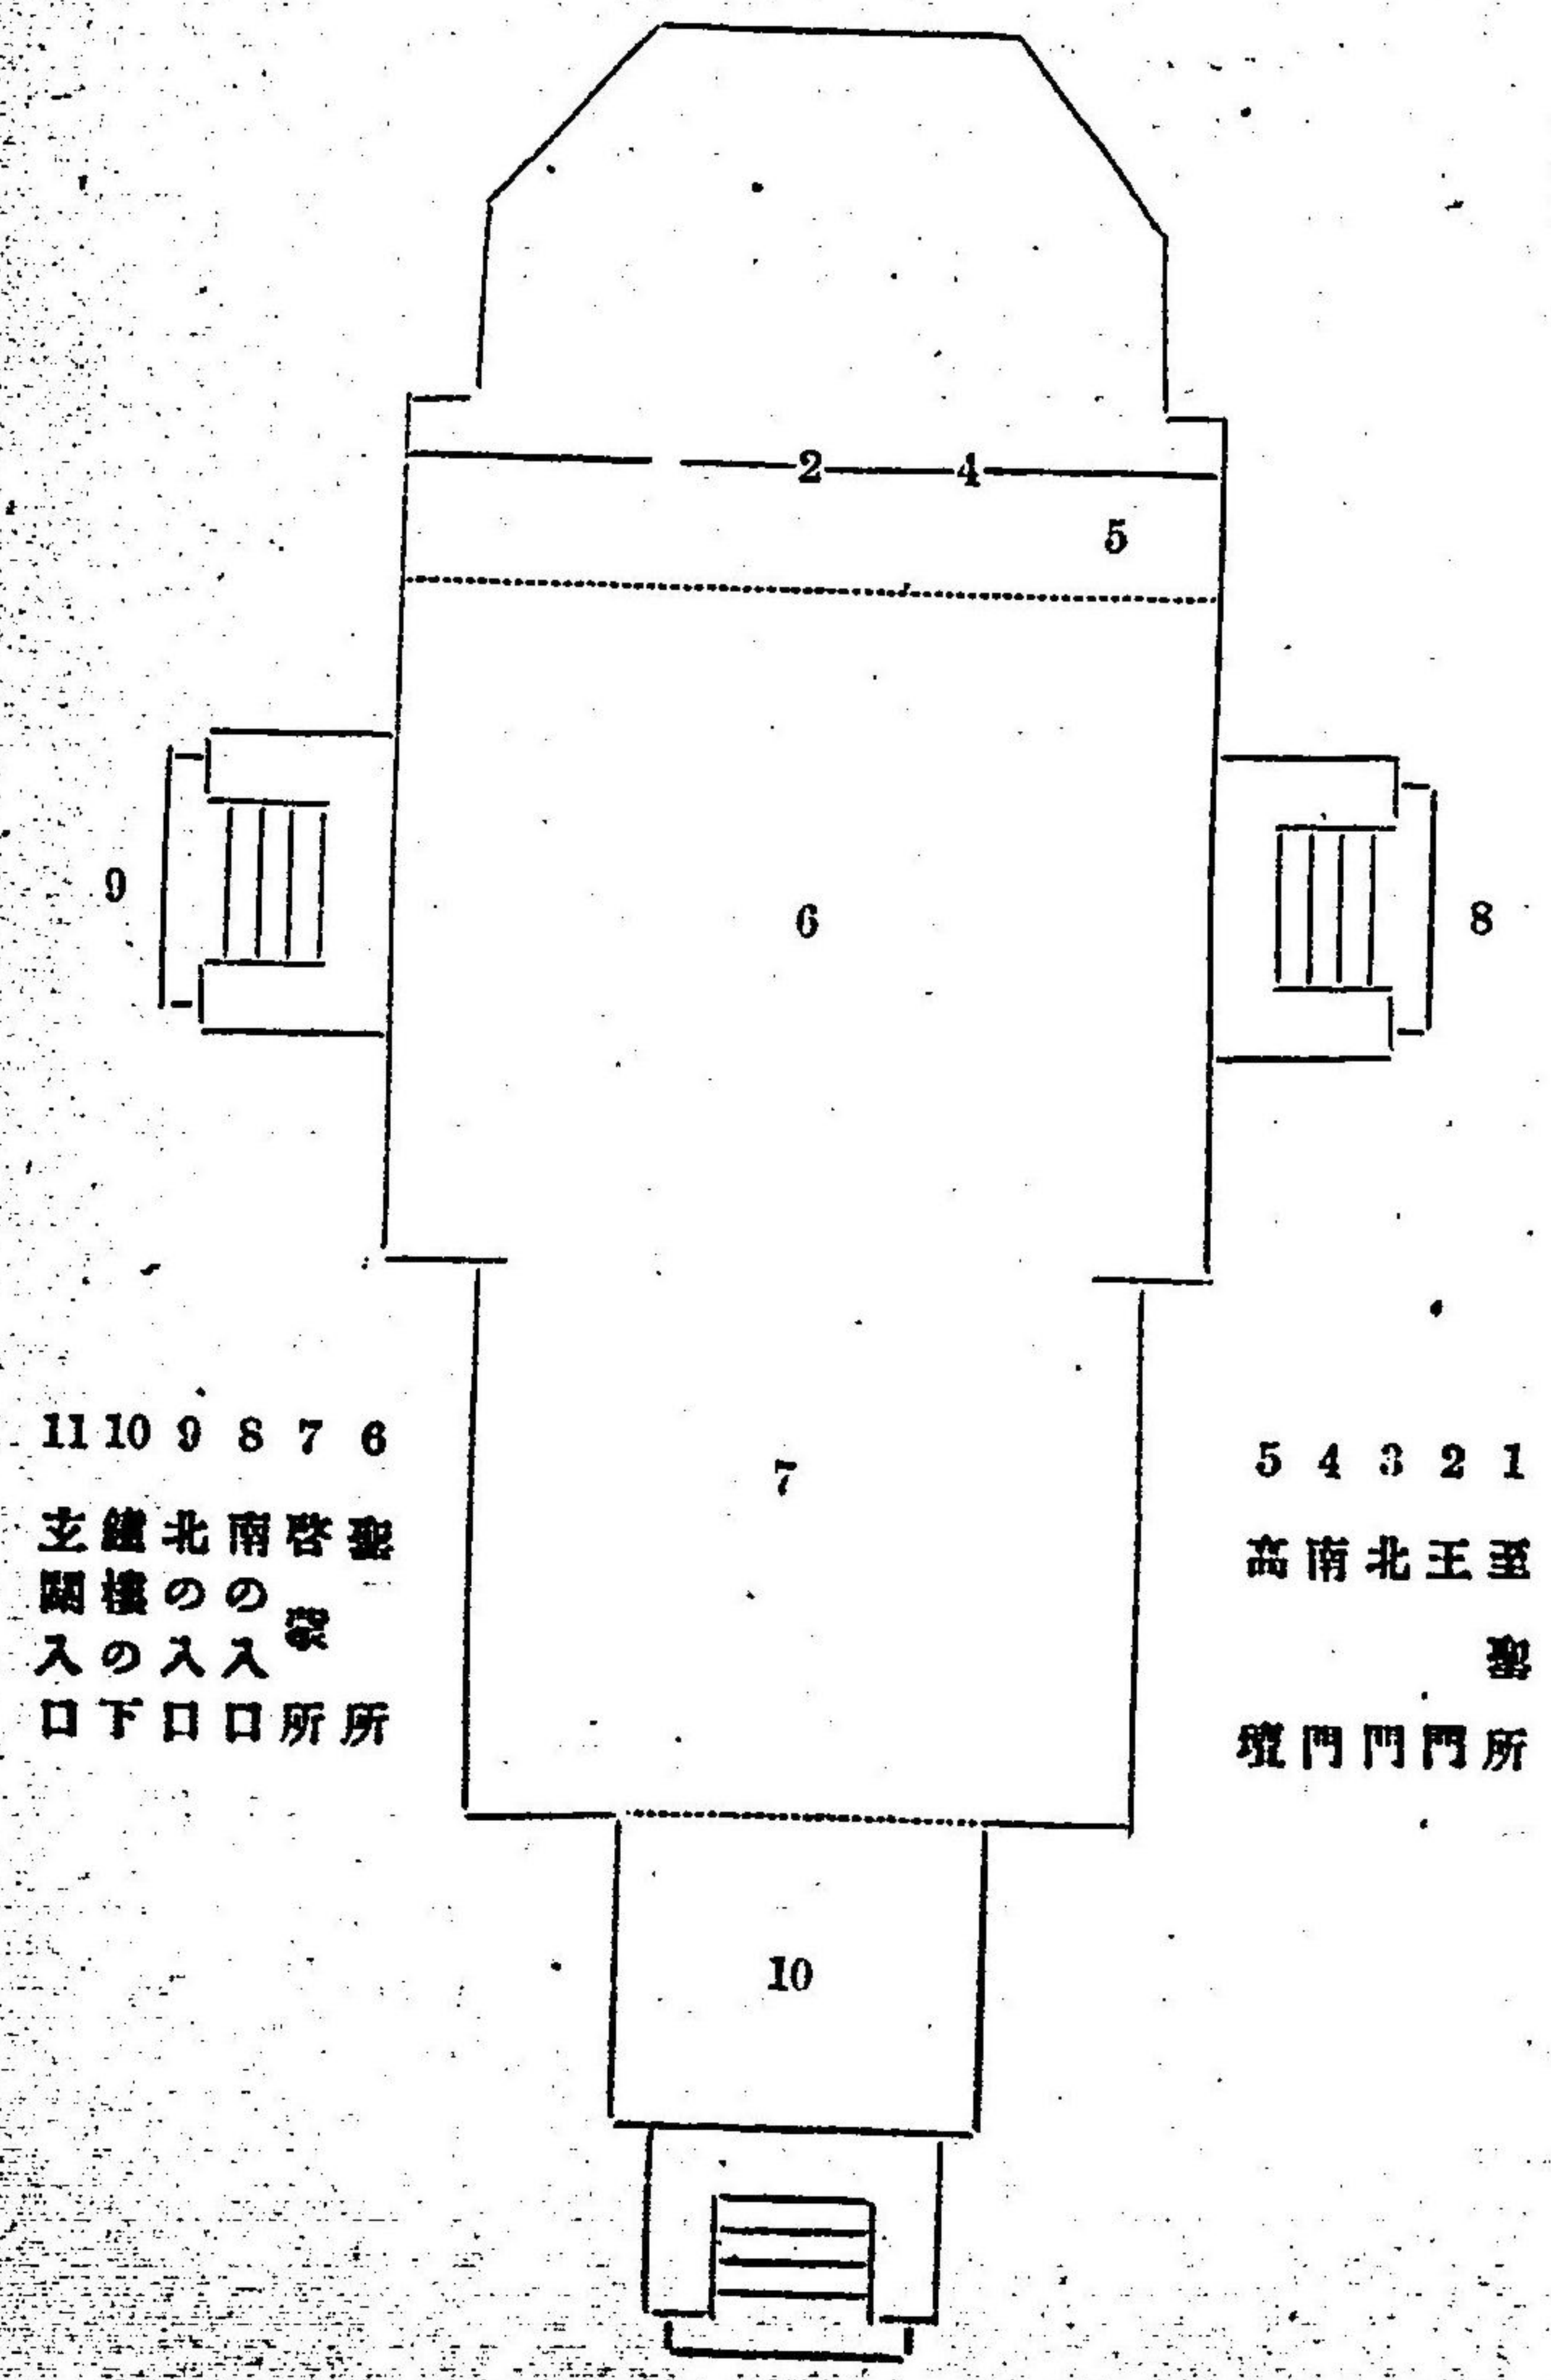 2
4
5
9
6
8
7
10
1 至聖所
2 王門
3 北門
4 南門
5 高壇
6 聖所
7 啓蒙所
8 南の入口
9 北の入口
10 鐘樓の下
11 玄關入口